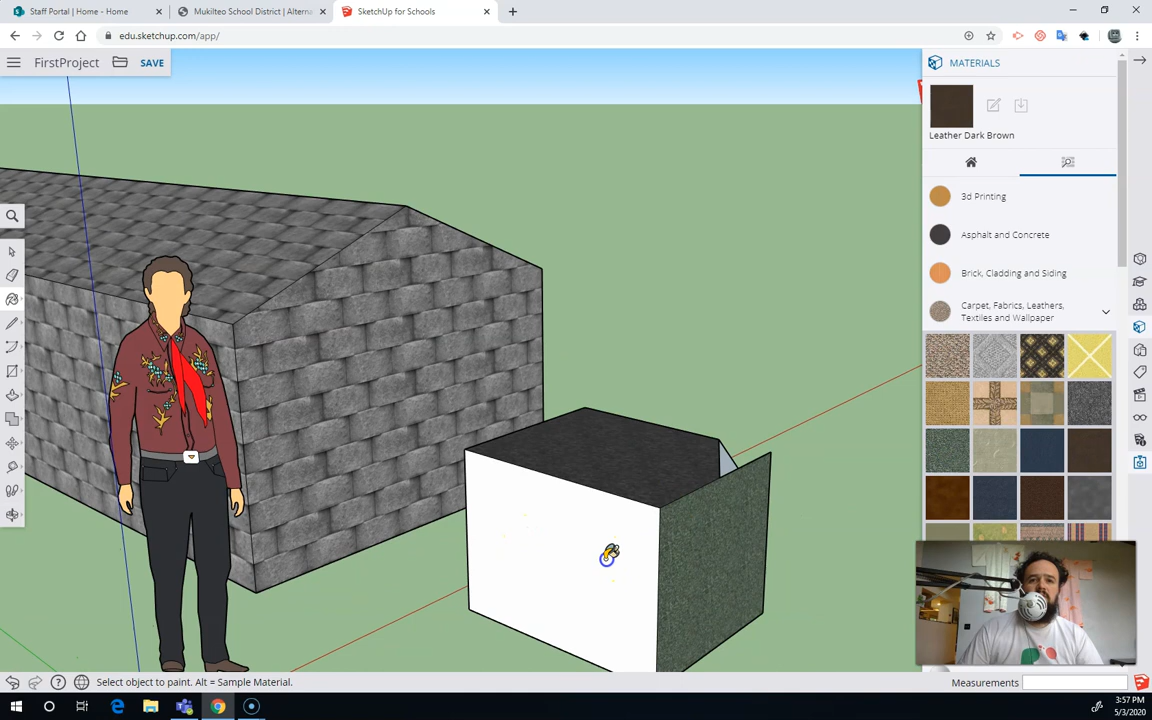 Staff Portal | Home - Home
Mukilteo School District | Alterna
SketchUp for Schools
edu.sketchup.com/app/
FirstProject
SAVE
MATERIALS
Leather Dark Brown
3d Printing
Asphalt and Concrete
Brick, Cladding and Siding
Carpet, Fabrics, Leathers,
Textiles and Wallpaper
Select object to paint. Alt = Sample Material.
Measurements
3:57 PM
5/3/2020